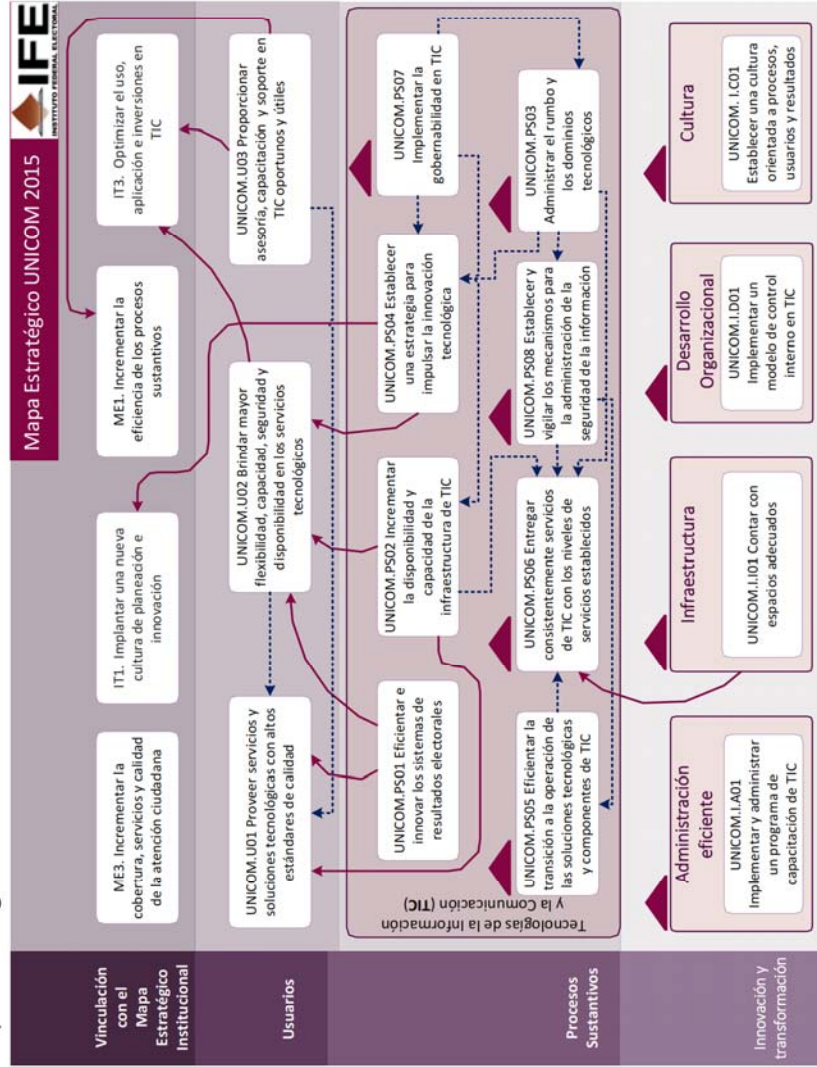 Mapa Estratégico UNICOM 2015
IFE
INSTITUTO FEDERAL ELECTORAL
Vinculación
con el
Mapa
Estratégico
Institucional
ME3. Incrementar la
cobertura, servicios y calidad
de la atención ciudadana
IT1. Implantar una nueva
cultura de planeación e
innovación
ME1. Incrementar la
eficiencia de los procesos
sustantivos
IT3. Optimizar el uso,
aplicación e inversiones en
TIC
Usuarios
UNICOM.U01 Proveer servicios y
soluciones tecnológicas con altos
estándares de calidad
UNICOM.U02 Brindar mayor
flexibilidad, capacidad, seguridad y
disponibilidad en los servicios
tecnológicos
UNICOM.U03 Proporcionar
asesoría, capacitación y soporte en
TIC oportunos y útiles
Procesos
Sustantivos
Tecnologías de la Información
y la Comunicación (TIC)
UNICOM.PS01 Eficientar e
innovar los sistemas de
resultados electorales
UNICOM.PS02 Incrementar
la disponibilidad y
capacidad de la
infraestructura de TIC
UNICOM.PS04 Establecer
una estrategia para
impulsar la innovación
tecnológica
UNICOM.PS07
Implementar la
gobernabilidad en TIC
UNICOM.PS05 Eficientar la
transición a la operación de
las soluciones tecnológicas
y componentes de TIC
UNICOM.PS06 Entregar
consistentemente servicios
de TIC con los niveles de
servicios establecidos
UNICOM.PS08 Establecer y
vigilar los mecanismos para
la administración de la
seguridad de la información
UNICOM.PS03
Administrar el rumbo y
los dominios
tecnológicos
Innovación y
transformación
Administración
eficiente
UNICOM.I.A01
Implementar y administrar
un programa de
capacitación de TIC
Infraestructura
UNICOM.I.I01 Contar con
espacios adecuados
Desarrollo
Organizacional
UNICOM.I.D01
Implementar un
modelo de control
interno en TIC
Cultura
UNICOM. I.C01
Establecer una cultura
orientada a procesos,
usuarios y resultados